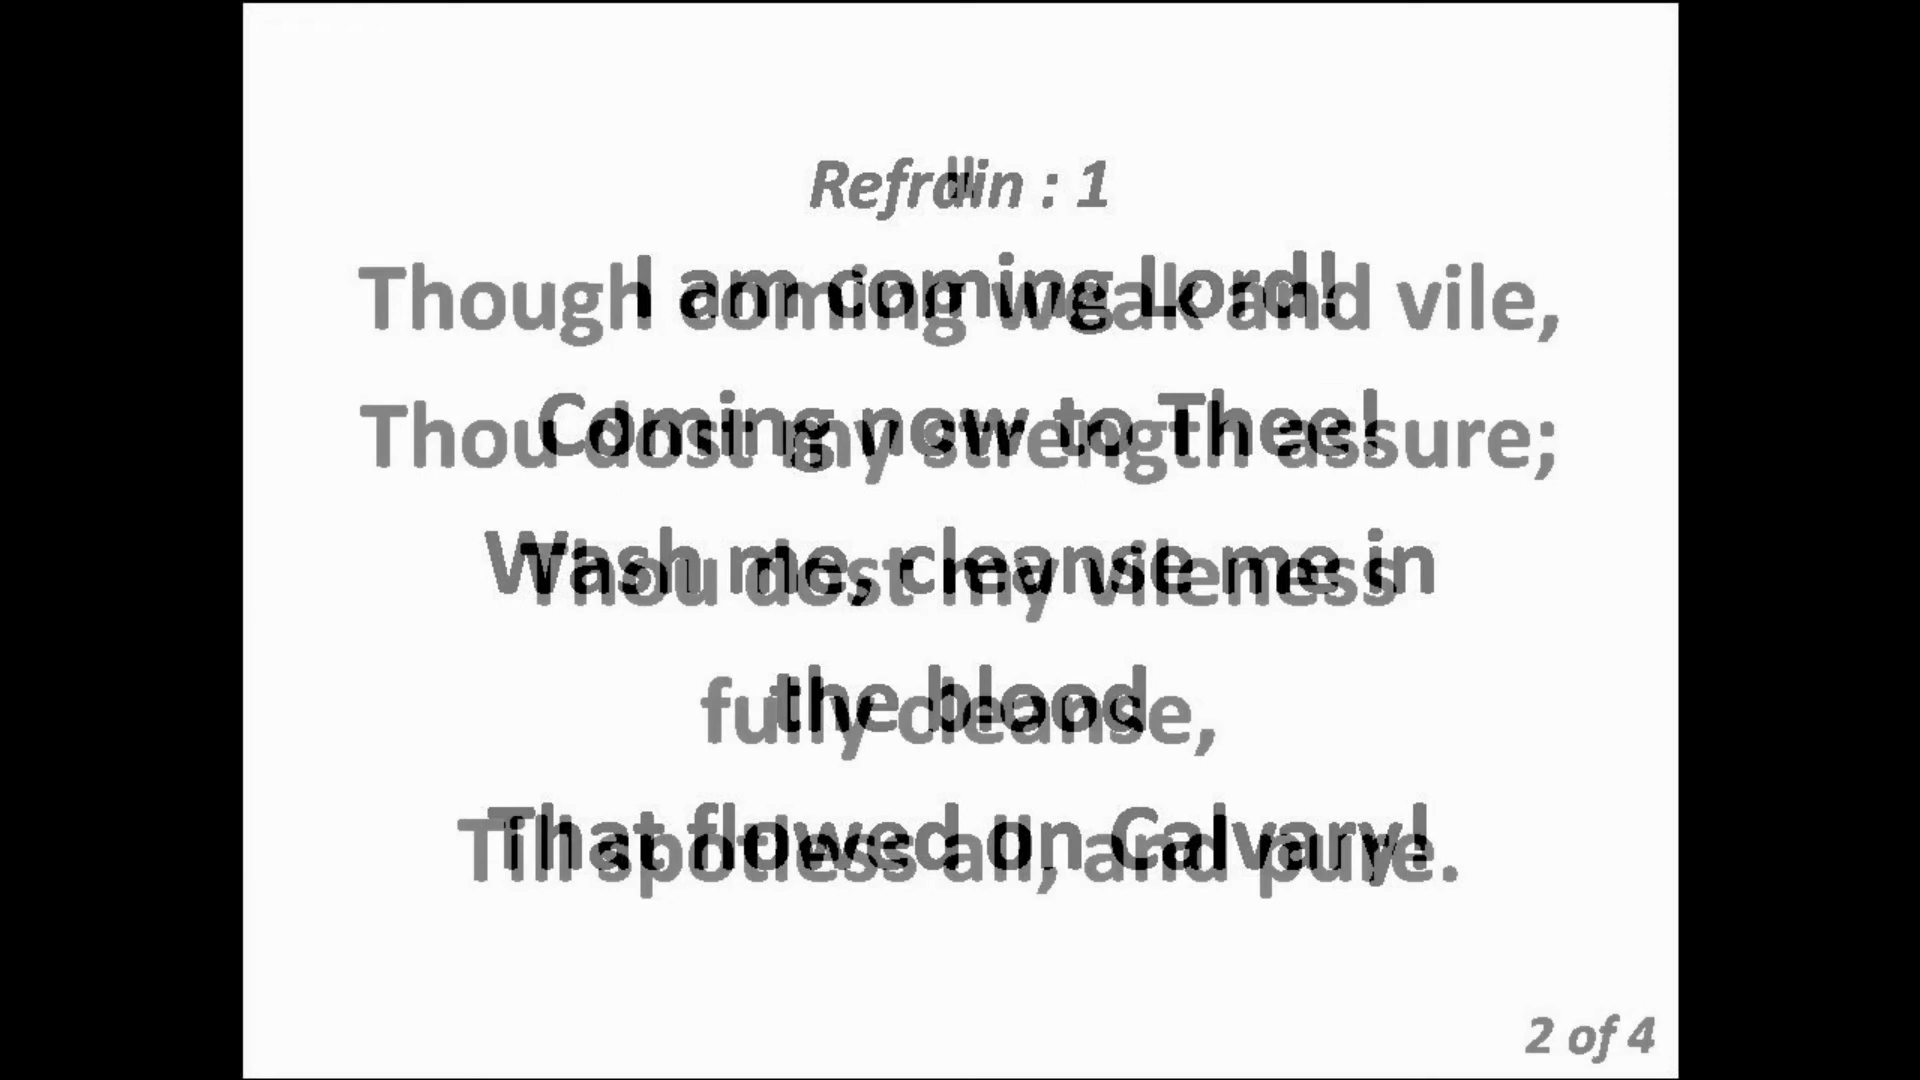 Refrain : 1
I am coming Lord!
Coming now to Thee!
Wash me, cleanse me in
the blood
That flowed on Calvary!
Though coming weak and vile,
Thou dost my strength assure;
Thou dost my vileness
fully cleanse,
Till spotless all, and pure.
2 of 4